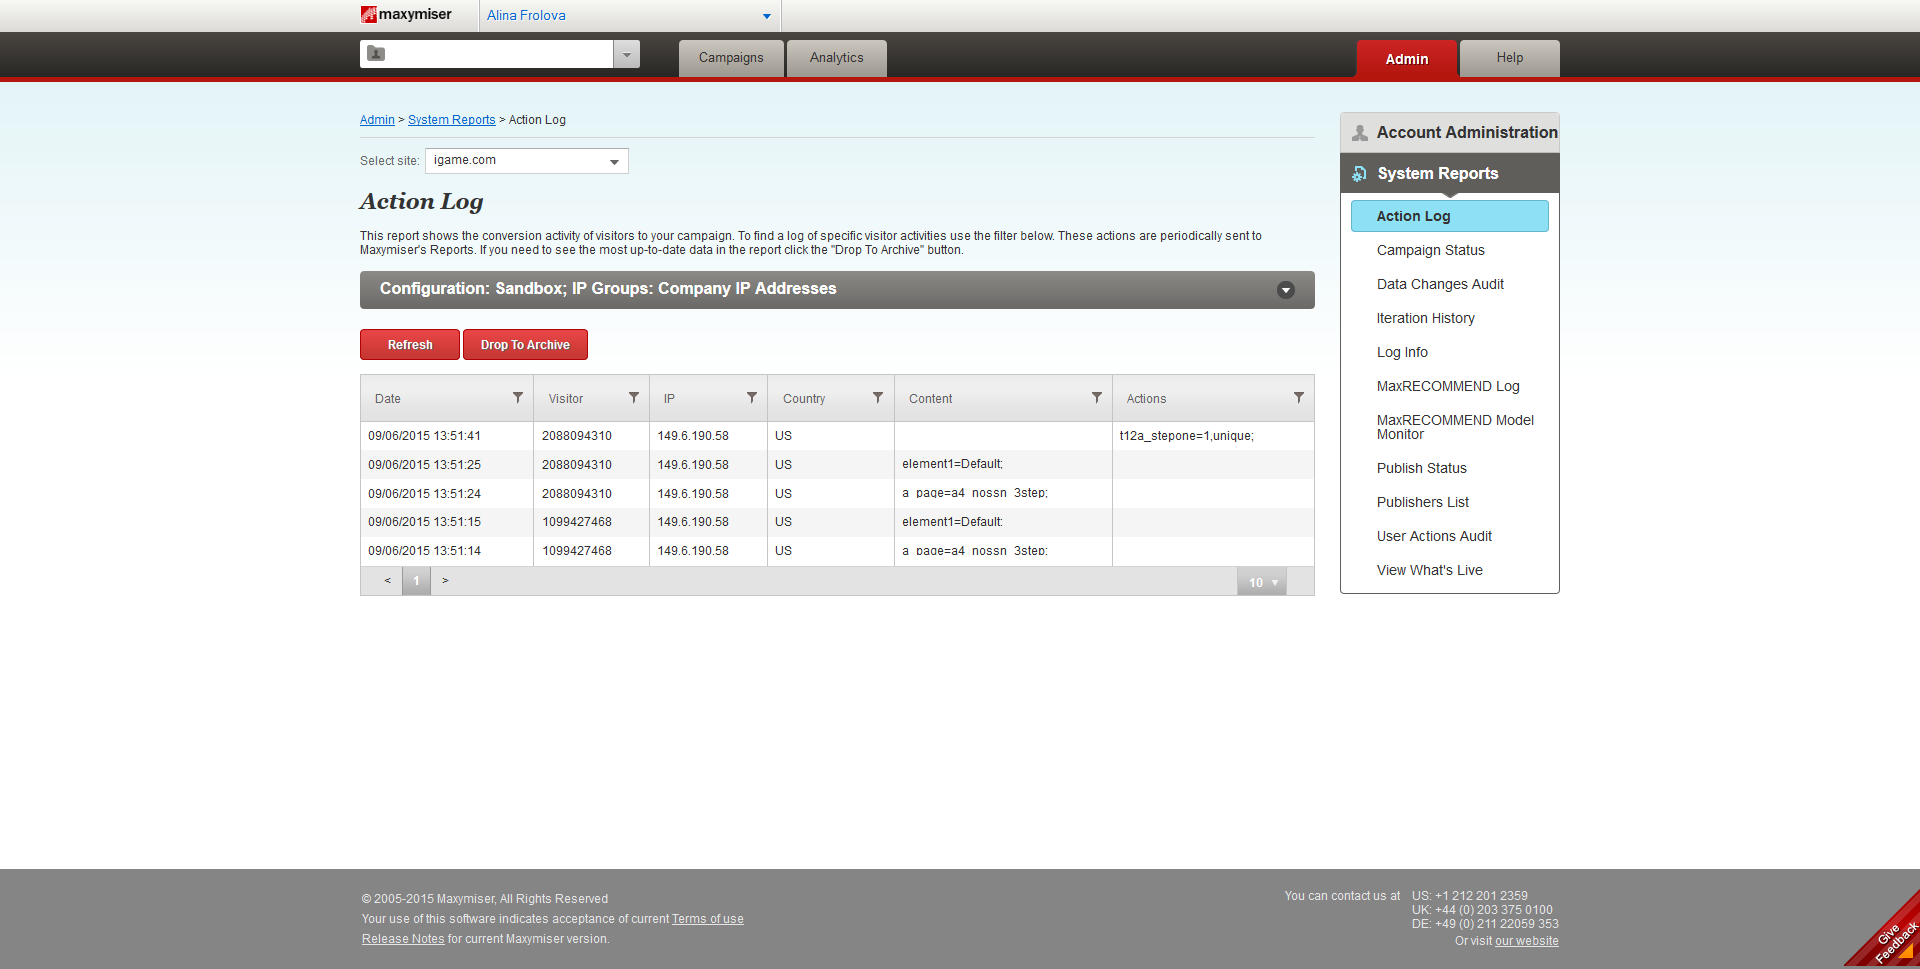 maxymiser
Alina Frolova
Campaigns
Analytics
Admin
Help
Admin > System Reports > Action Log
Select site: igame.com
Action Log
This report shows the conversion activity of visitors to your campaign. To find a log of specific visitor activities use the filter below. These actions are periodically sent to
Maxymiser's Reports. If you need to see the most up-to-date data in the report click the "Drop To Archive" button.
Configuration: Sandbox; IP Groups: Company IP Addresses
Refresh
Drop To Archive
Date Visitor IP Country Content Actions
09/06/2015 13:51:41 2088094310 149.6.190.58 US t12a_stepone=1,unique;
09/06/2015 13:51:25 2088094310 149.6.190.58 US element1=Default;
09/06/2015 13:51:24 2088094310 149.6.190.58 US a_page=a4_nossn_3step;
09/06/2015 13:51:15 1099427468 149.6.190.58 US element1=Default;
09/06/2015 13:51:14 1099427468 149.6.190.58 US a_page=a4_nossn_3step;
< 1 >
10
Account Administration
System Reports
Action Log
Campaign Status
Data Changes Audit
Iteration History
Log Info
MaxRECOMMEND Log
MaxRECOMMEND Model
Monitor
Publish Status
Publishers List
User Actions Audit
View What's Live
© 2005-2015 Maxymiser, All Rights Reserved
Your use of this software indicates acceptance of current Terms of use
Release Notes for current Maxymiser version.
You can contact us at US: +1 212 201 2359
UK: +44 (0) 203 375 0100
DE: +49 (0) 211 22059 353
Or visit our website
Give
Feedback